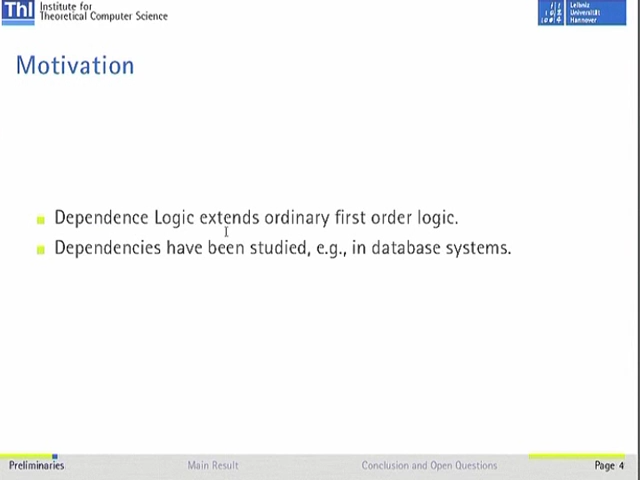 ThI
Institute for
Theoretical Computer Science
Leibniz
Universität
Hannover
Motivation
Dependence Logic extends ordinary first order logic.
Dependencies have been studied, e.g., in database systems.
Preliminaries
Main Result
Conclusion and Open Questions
Page 4